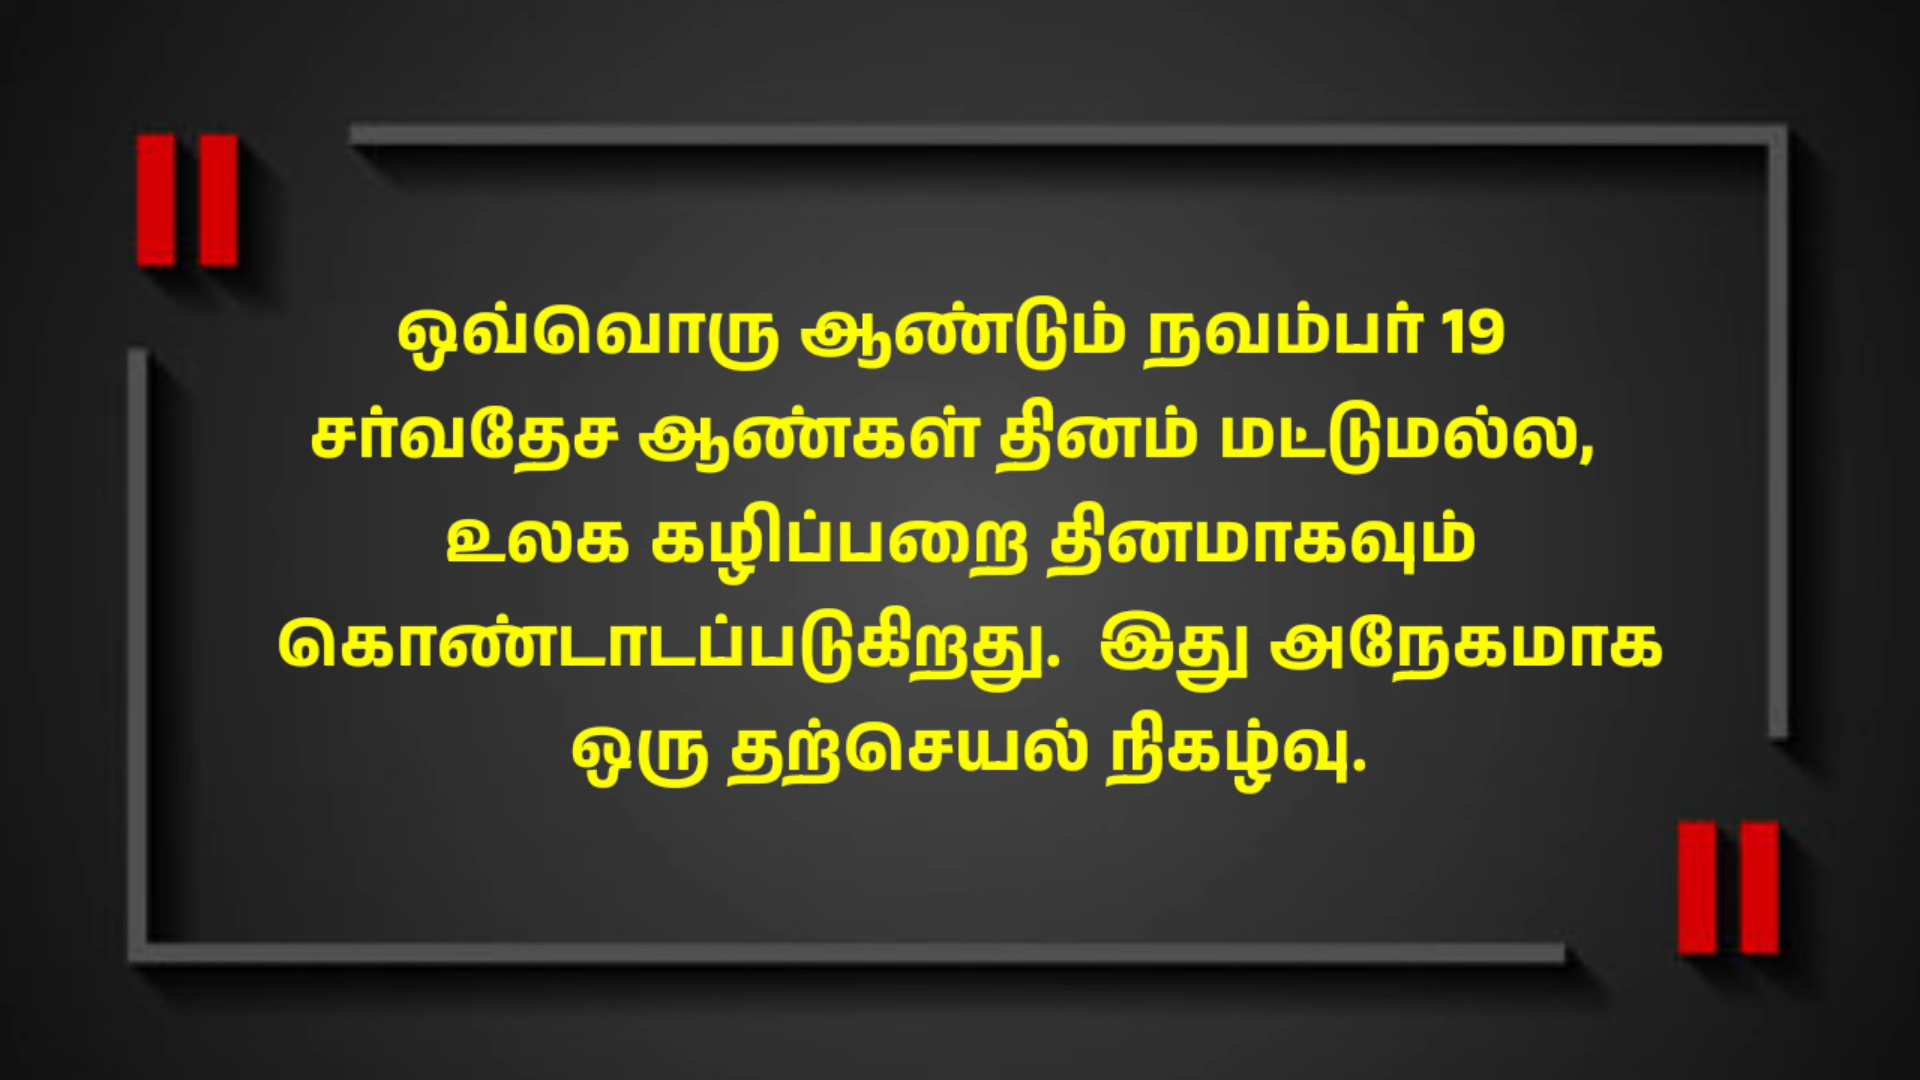 ஒவ்வொரு ஆண்டும் நவம்பர் 19
சர்வதேச ஆண்கள் தினம் மட்டுமல்ல,
உலக கழிப்பறை தினமாகவும்
கொண்டாடப்படுகிறது. இது அநேகமாக
ஒரு தற்செயல் நிகழ்வு.